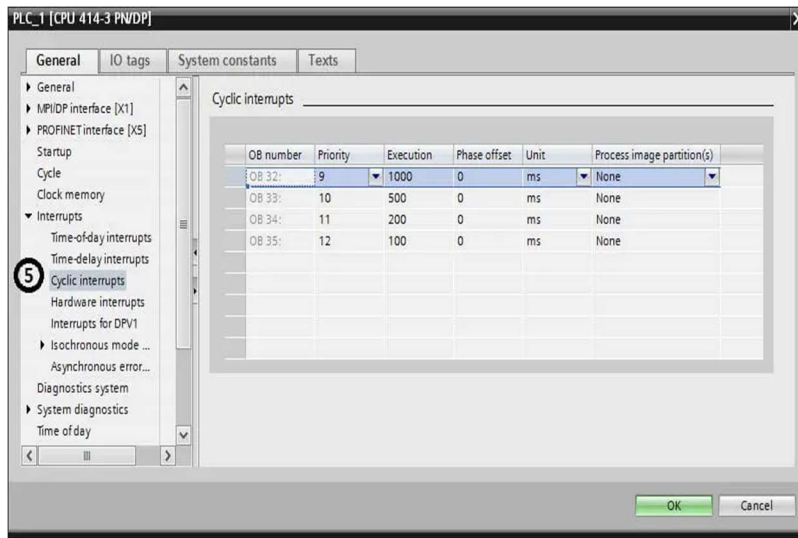 PLC_1 [CPU 414-3 PN/DP]
General IO tags System constants Texts
General
MPI/DP interface [X1]
PROFINET interface [X5]
Startup
Cycle
Clock memory
Interrupts
Time-of-day interrupts
Time-delay interrupts
5 Cyclic interrupts
Hardware interrupts
Interrupts for DPV1
Isochronous mode ...
Asynchronous error...
Diagnostics system
System diagnostics
Time of day
Cyclic interrupts
OB number Priority Execution Phase offset Unit Process image partition(s)
OB 32: 9 1000 0 ms None
OB 33: 10 500 0 ms None
OB 34: 11 200 0 ms None
OB 35: 12 100 0 ms None
OK Cancel